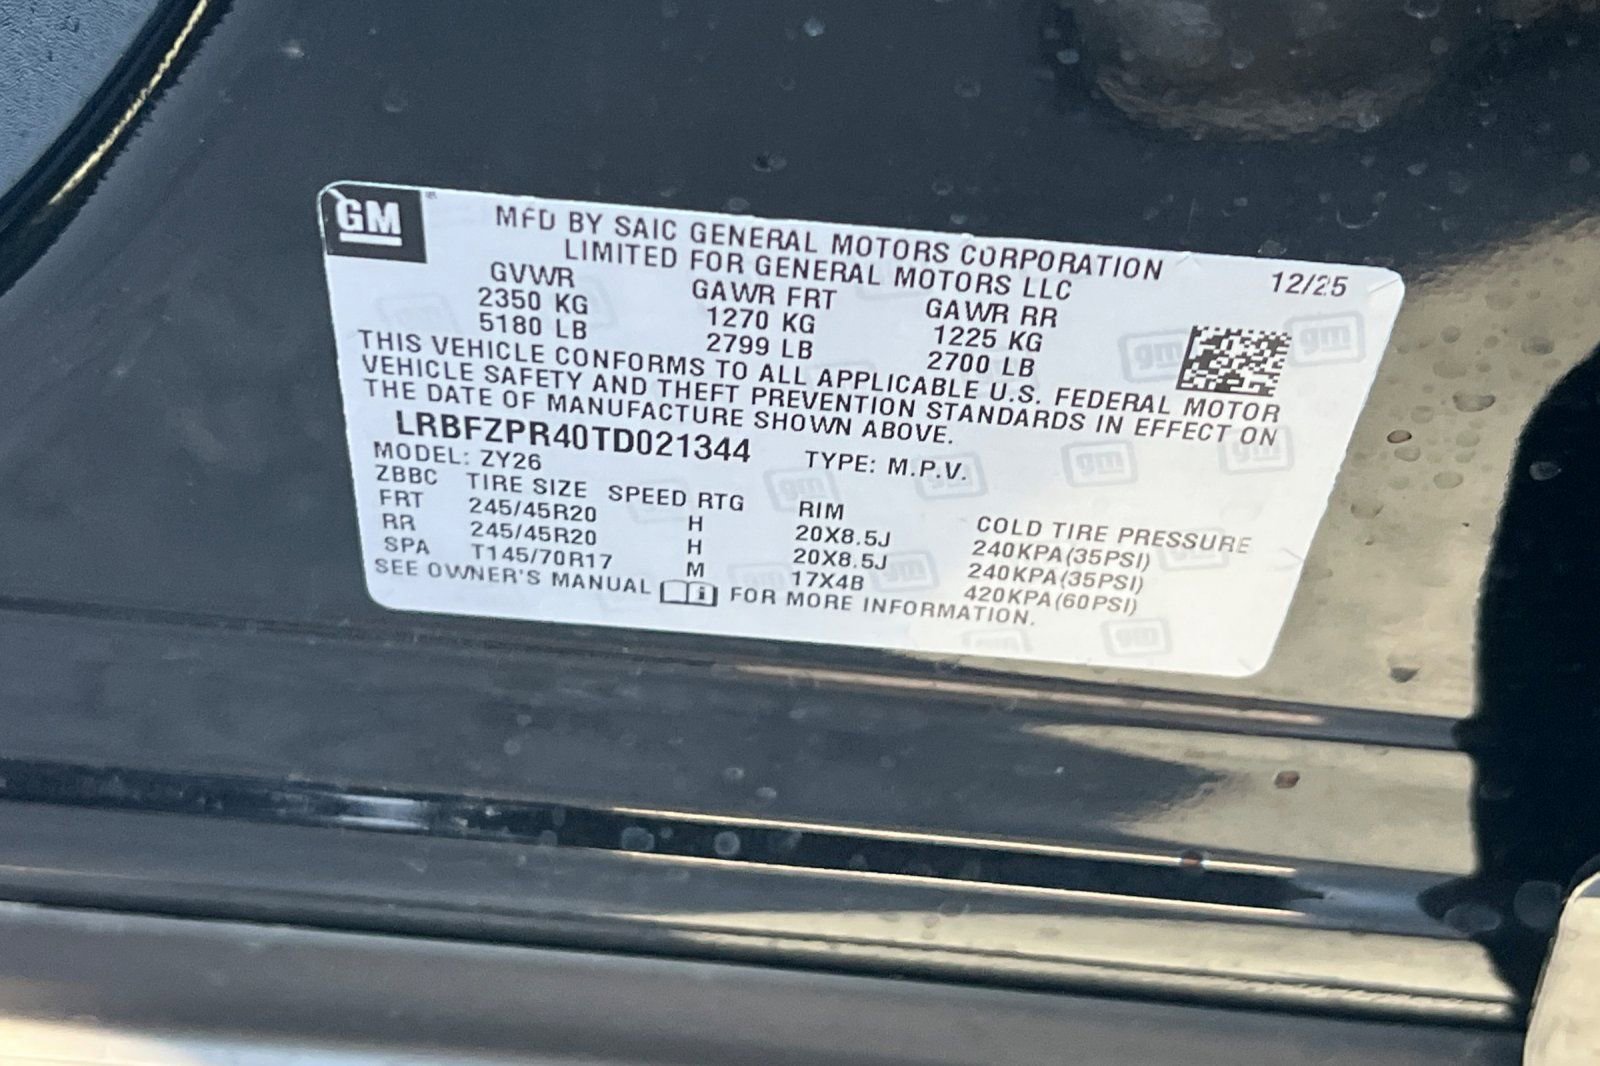 GM
MFD BY SAIC GENERAL MOTORS CORPORATION
LIMITED FOR GENERAL MOTORS LLC
12/25
GVWR GAWR FRT GAWR RR
2350 KG 1270 KG 1225 KG
5180 LB 2799 LB 2700 LB
THIS VEHICLE CONFORMS TO ALL APPLICABLE U.S. FEDERAL MOTOR
VEHICLE SAFETY AND THEFT PREVENTION STANDARDS IN EFFECT ON
THE DATE OF MANUFACTURE SHOWN ABOVE.
LRBFZPR40TD021344 TYPE: M.P.V.
MODEL: ZY26
ZBBC TIRE SIZE SPEED RTG RIM COLD TIRE PRESSURE
FRT 245/45R20 H 20X8.5J 240KPA(35PSI)
RR 245/45R20 H 20X8.5J 240KPA(35PSI)
SPA T145/70R17 M 17X4B 420KPA(60PSI)
SEE OWNER'S MANUAL FOR MORE INFORMATION.